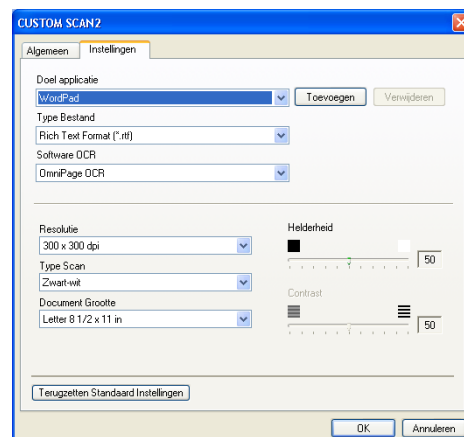 CUSTOM SCAN2
Algemeen Instellingen
Doel applicatie
WordPad Toevoegen Verwijderen
Type Bestand
Rich Text Format (*.rtf)
Software OCR
OmniPage OCR
Resolutie Helderheid
300 x 300 dpi 50
Type Scan
Zwart-wit
Document Grootte Contrast
Letter 8 1/2 x 11 in 50
Terugzetten Standaard Instellingen
OK Annuleren